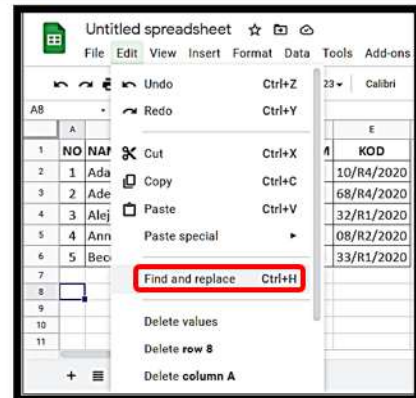 Untitled spreadsheet
File Edit View Insert Format Data Tools Add-ons
Undo Ctrl+Z
23 Calibri
A8
Redo Ctrl+Y
A E
1 NO KOD
Cut Ctrl+X
2 1 Ada 10/R4/2020
Copy Ctrl+C
3 2 Ade 68/R4/2020
4 3 Alej 32/R1/2020
Paste Ctrl+V
5 4 Ann 08/R2/2020
Paste special
6 5 Bec 33/R1/2020
7
Find and replace Ctrl+H
8
9
10
Delete values
11
Delete row 8
Delete column A